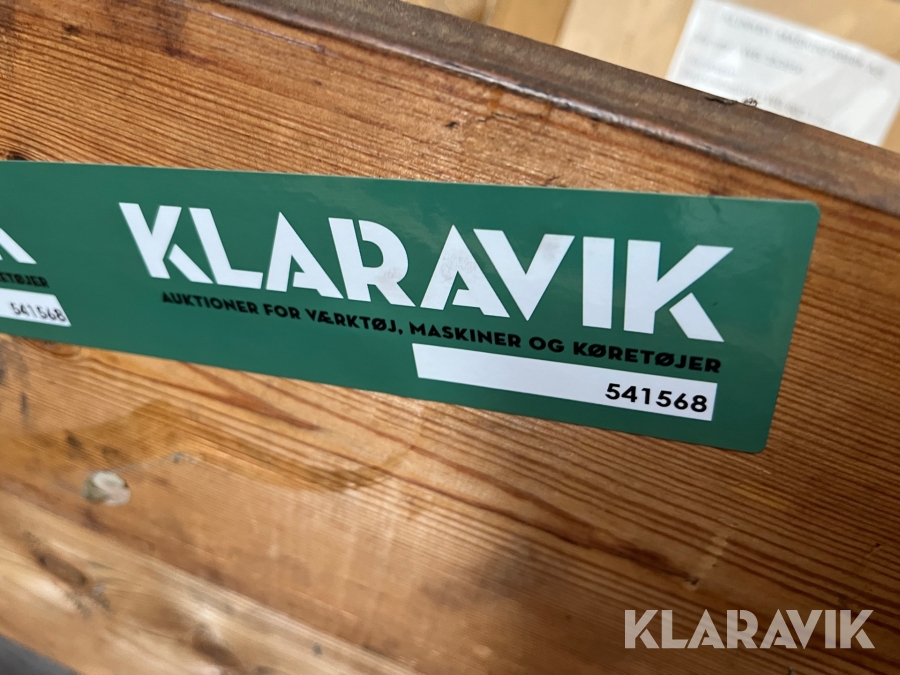 KLARAVIK
AUKTIONER FOR VÆRKTØJ, MASKINER OG KØRETØJER
541568
541568
KLARAVIK